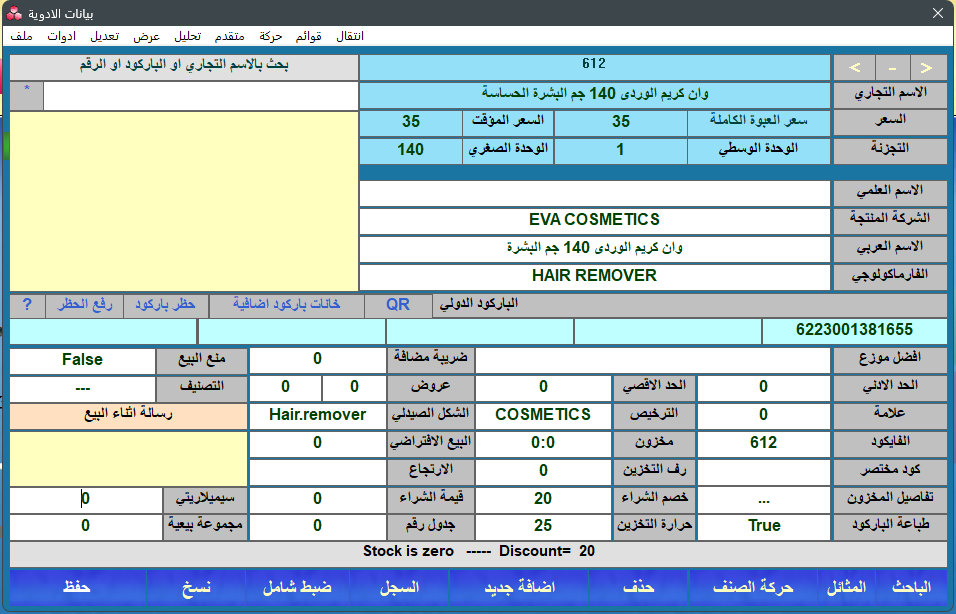 بيانات الادوية
ملف ادوات تعديل عرض تحليل متقدم حركة قوائم انتقال
> - < 612 بحث بالاسم التجاري او الباركود او الرقم
الاسم التجاري وان كريم الوردى 140 جم البشرة الحساسة *
السعر سعر العبوة الكاملة 35 السعر المؤقت 35
التجزئة الوحدة الوسطي 1 الوحدة الصغري 140
الاسم العلمي
الشركة المنتجة EVA COSMETICS
الاسم العربي وان كريم الوردى 140 جم البشرة
الفارماكولوجي HAIR REMOVER
الباركود الدولي QR خانات باركود اضافية حظر باركود رفع الحظر ?
6223001381655
افضل موزع ضريبة مضافة 0 منع البيع False
الحد الادني 0 الحد الاقصي 0 عروض 0 0 التصنيف ---
علامة 0 الترخيص COSMETICS الشكل الصيدلي Hair.remover رسالة اثناء البيع
الفايكود 612 مخزون 0:0 البيع الافتراضي 0
كود مختصر رف التخزين 0 الارتجاع
تفاصيل المخزون ... خصم الشراء 20 قيمة الشراء 0 سيميلاريتي 0
طباعة الباركود True حرارة التخزين 25 جدول رقم 0 مجموعة بيعية 0
Stock is zero ----- Discount= 20
الباحث المثائل حركة الصنف حذف اضافة جديد السجل ضبط شامل نسخ حفظ